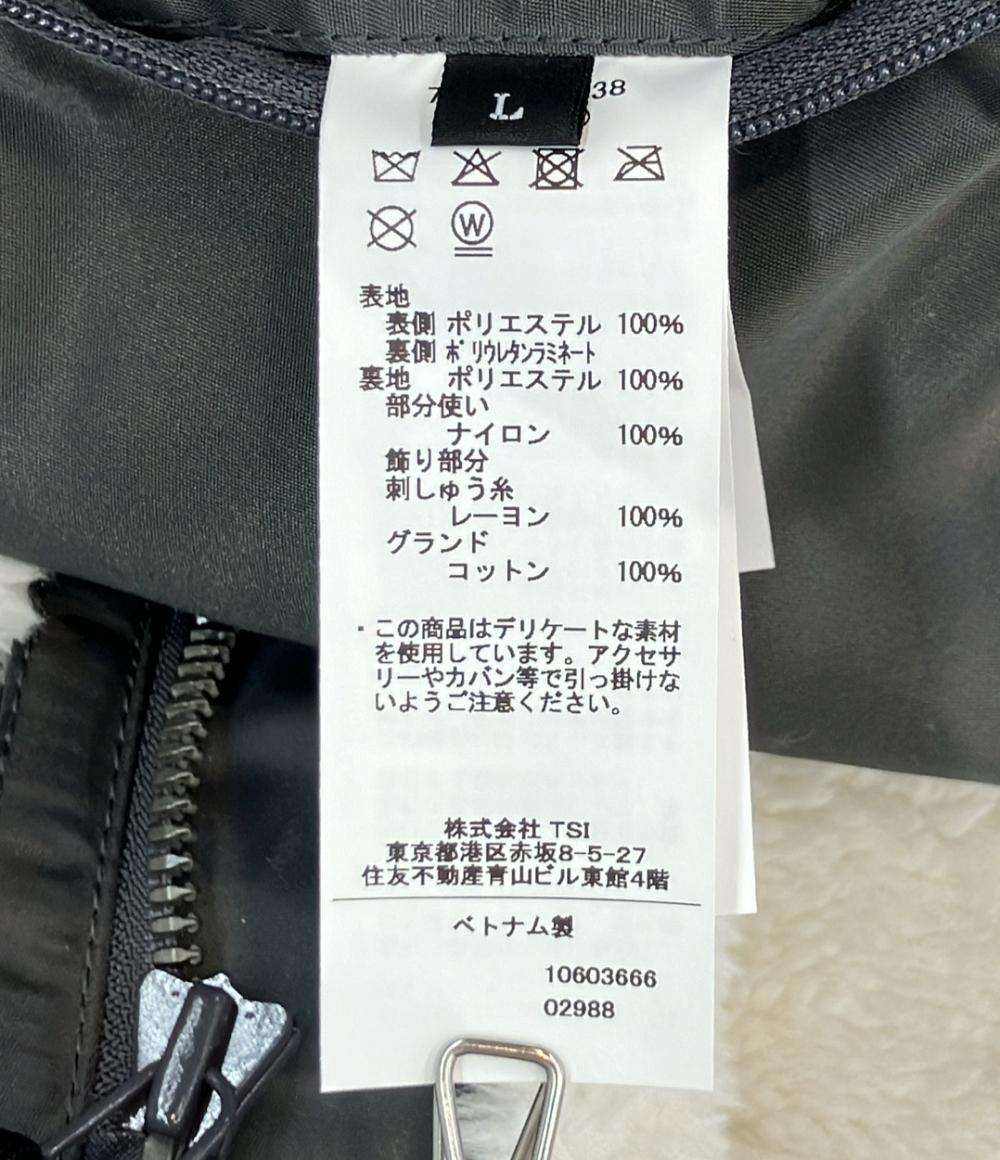 L
38
W
表地
表側 ポリエステル 100%
裏側 ポリウレタンラミネート
裏地 ポリエステル 100%
部分使い
ナイロン 100%
飾り部分
刺しゅう糸
レーヨン 100%
グランド
コットン 100%
・この商品はデリケートな素材
を使用しています。アクセサ
リーやカバン等で引っ掛けな
いようご注意ください。
株式会社 TSI
東京都港区赤坂8-5-27
住友不動産青山ビル東館4階
ベトナム製
10603666
02988